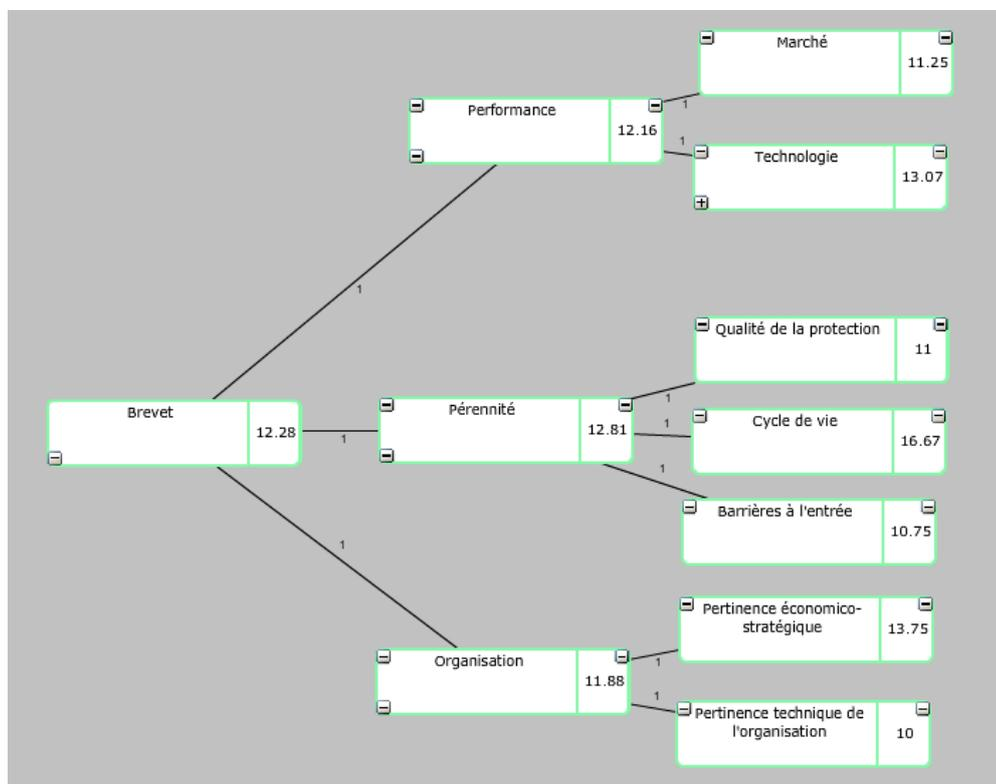 Marché
11.25
1
Performance
12.16
1
Technologie
13.07
1
Qualité de la protection
11
1
Brevet
12.28
1
Pérennité
12.81
1
Cycle de vie
16.67
1
Barrières à l'entrée
10.75
1
Pertinence économico-
stratégique
13.75
1
Organisation
11.88
1
Pertinence technique de
l'organisation
10